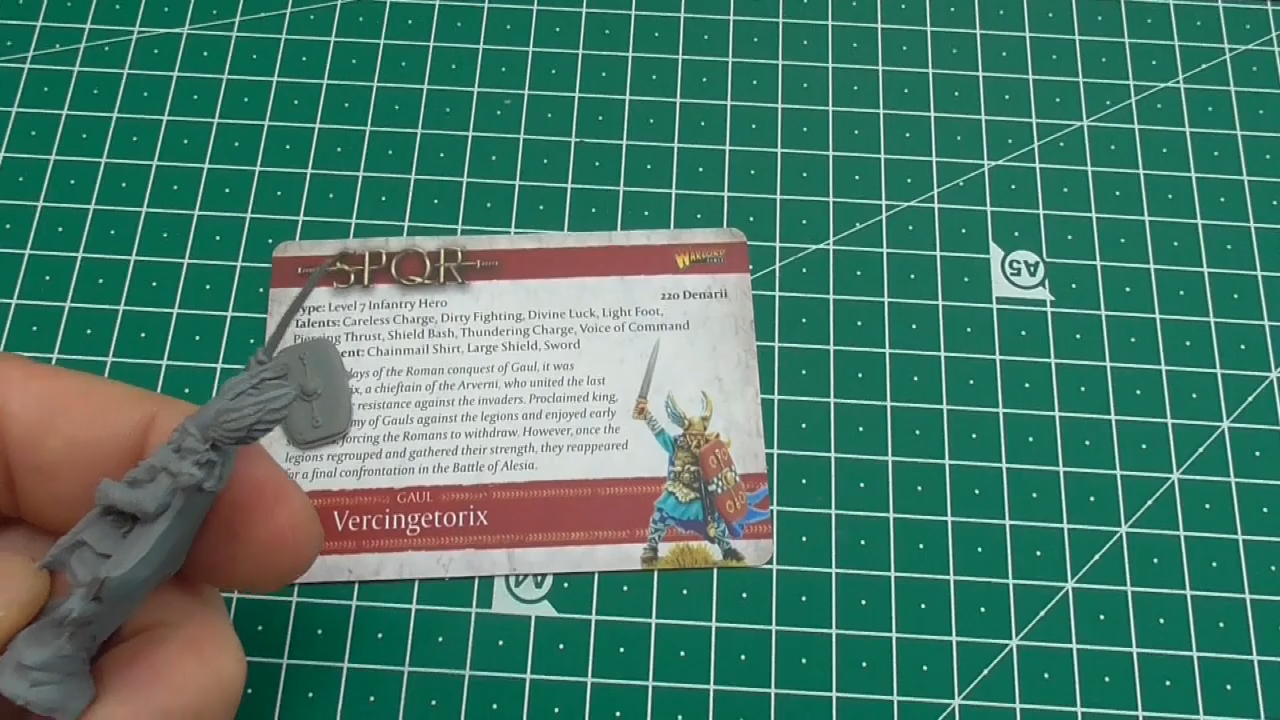 SPQR
WARLORD GAMES
ype: Level 7 Infantry Hero
220 Denarii
Talents: Careless Charge, Dirty Fighting, Divine Luck, Light Foot,
Piercing Thrust, Shield Bash, Thundering Charge, Voice of Command
ent: Chainmail Shirt, Large Shield, Sword
days of the Roman conquest of Gaul, it was
ix, a chieftain of the Arverni, who united the last
resistance against the invaders. Proclaimed king,
my of Gauls against the legions and enjoyed early
forcing the Romans to withdraw. However, once the
legions regrouped and gathered their strength, they reappeared
for a final confrontation in the Battle of Alesia.
GAUL
Vercingetorix
A5